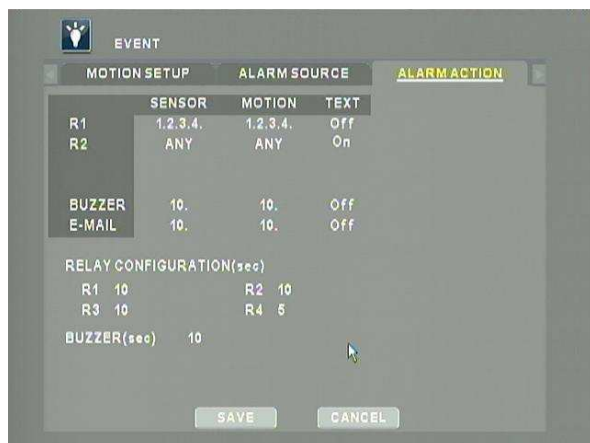 EVENT
MOTION SETUP ALARM SOURCE ALARM ACTION
SENSOR MOTION TEXT
R1 1.2.3.4. 1.2.3.4. Off
R2 ANY ANY On
BUZZER 10. 10. Off
E-MAIL 10. 10. Off
RELAY CONFIGURATION(sec)
R1 10 R2 10
R3 10 R4 5
BUZZER(sec) 10
SAVE CANCEL